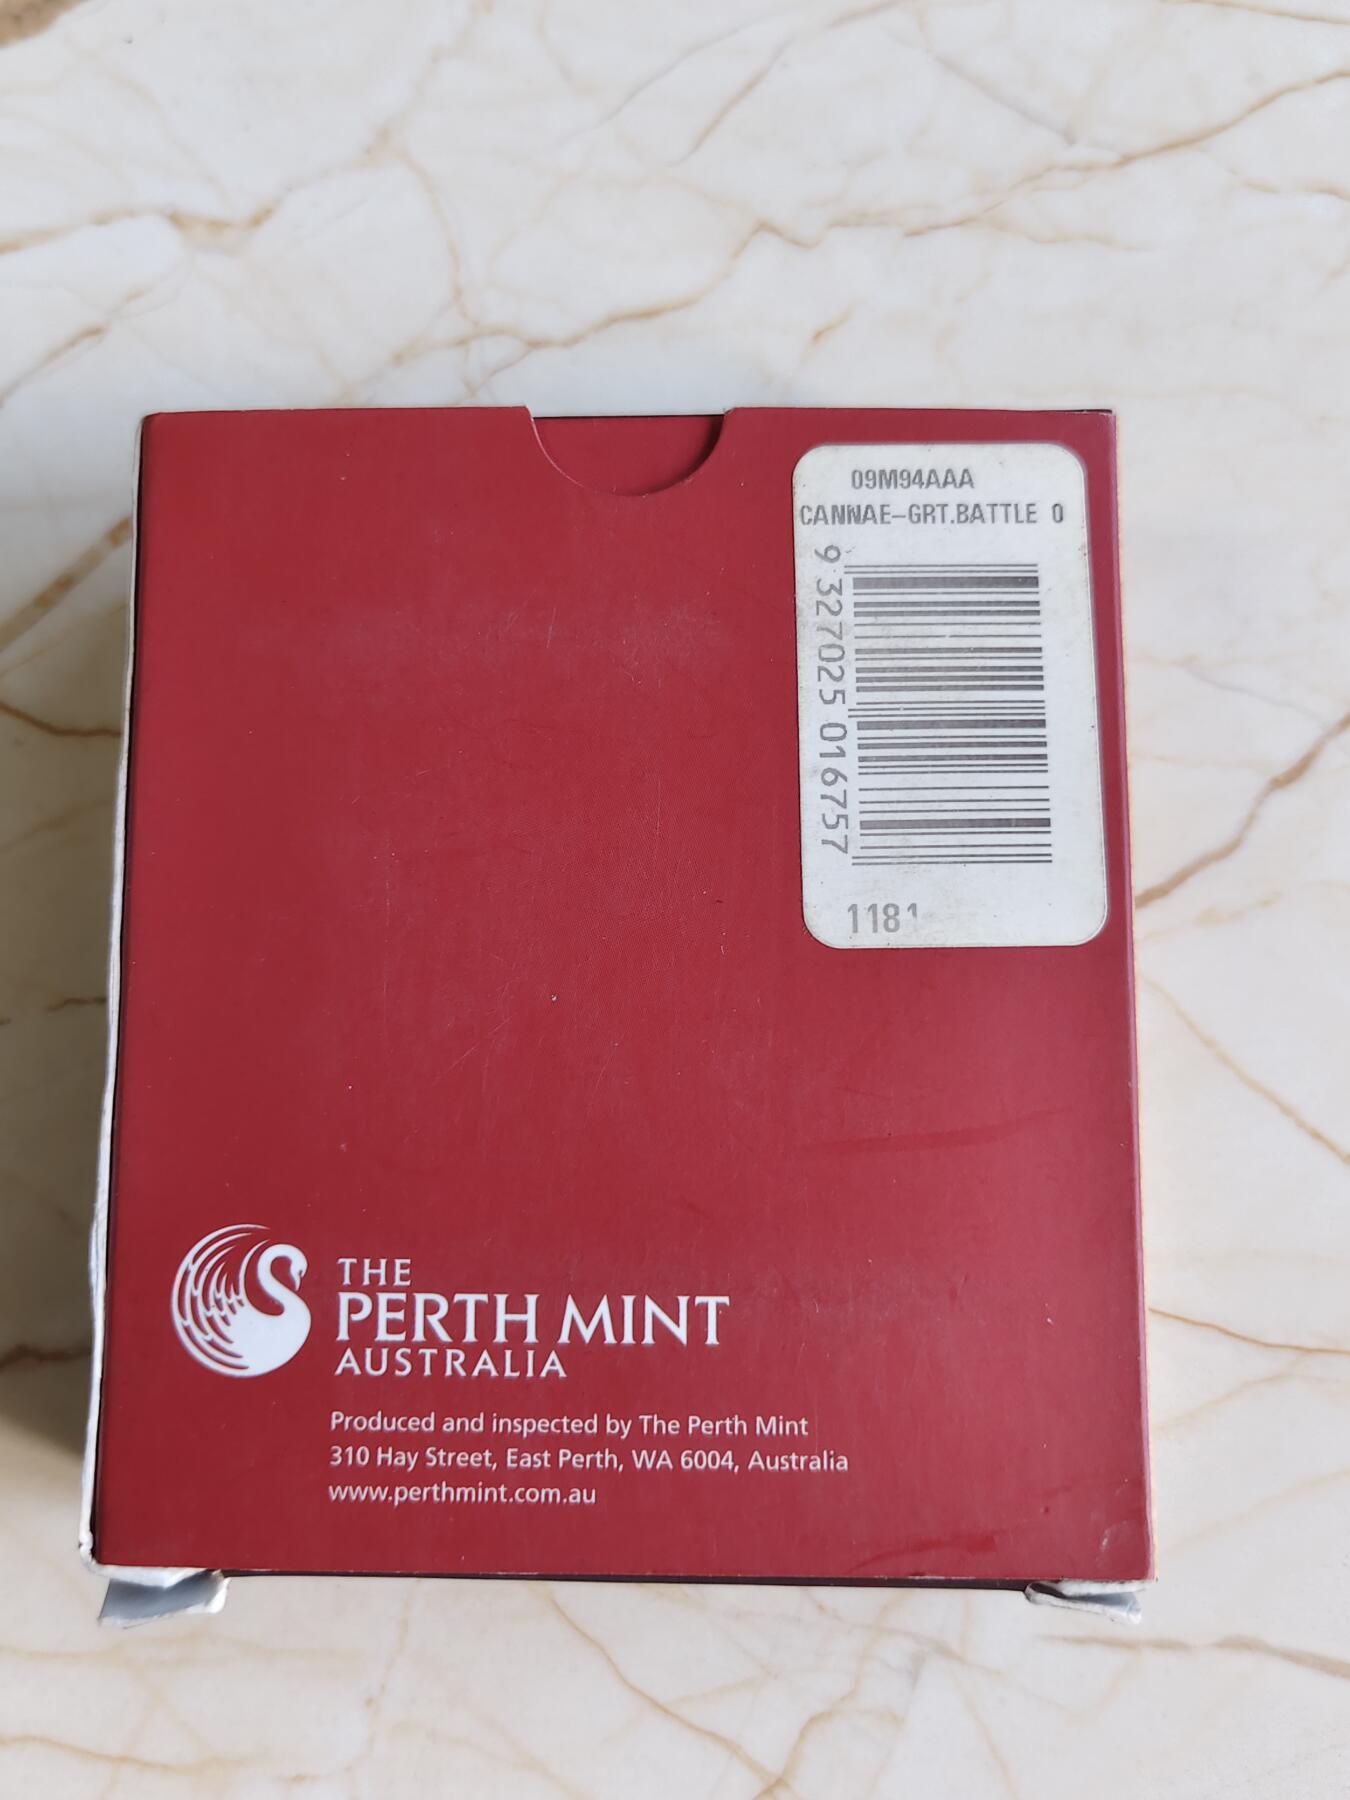 09M94AAA
CANNAE-GRT.BATTLE 0
9 327025 016757
1181
THE
PERTH MINT
AUSTRALIA
Produced and inspected by The Perth Mint
310 Hay Street, East Perth, WA 6004, Australia
www.perthmint.com.au